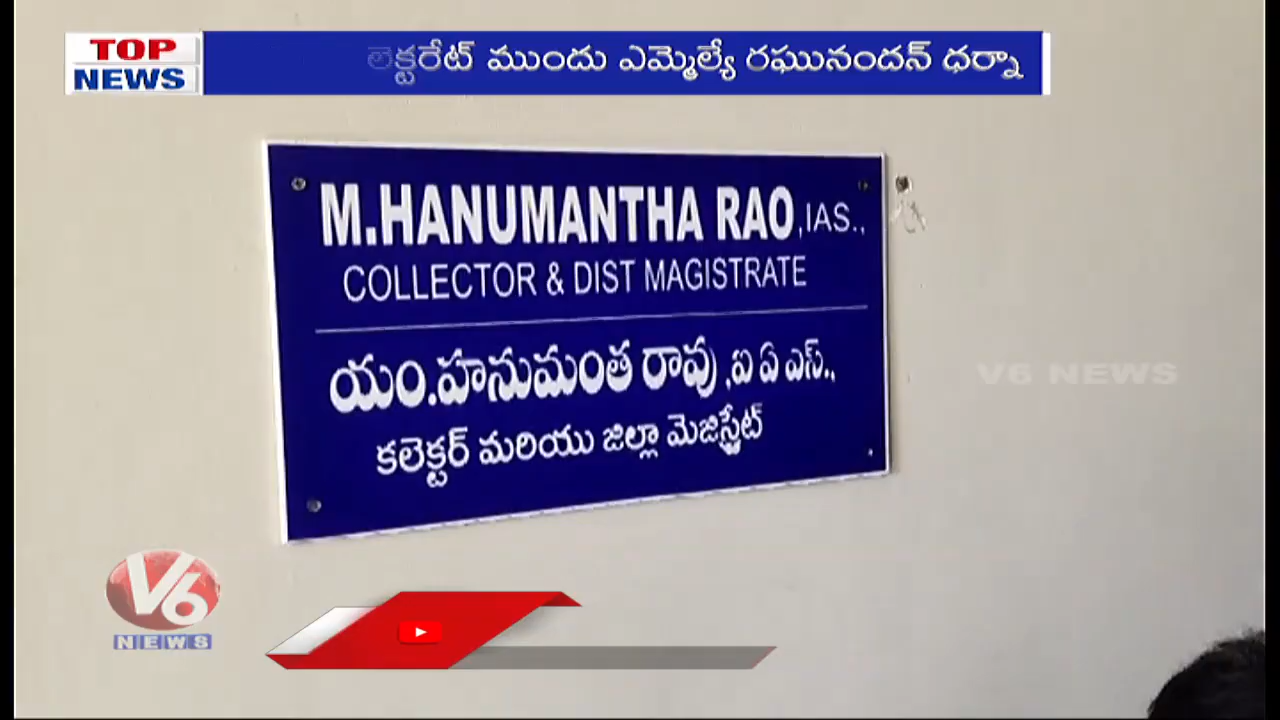 TOP
NEWS
ముందు ఎమ్మెల్యే రఘునందన్ ధర్నా
M.HANUMANTHA RAO,IAS.,
COLLECTOR & DIST MAGISTRATE
యం.హనుమంత రావు,ఐ ఏ ఎస్.,
కలెక్టర్ మరియు జిల్లా మెజిస్ట్రేట్
V6 NEWS
V6
NEWS